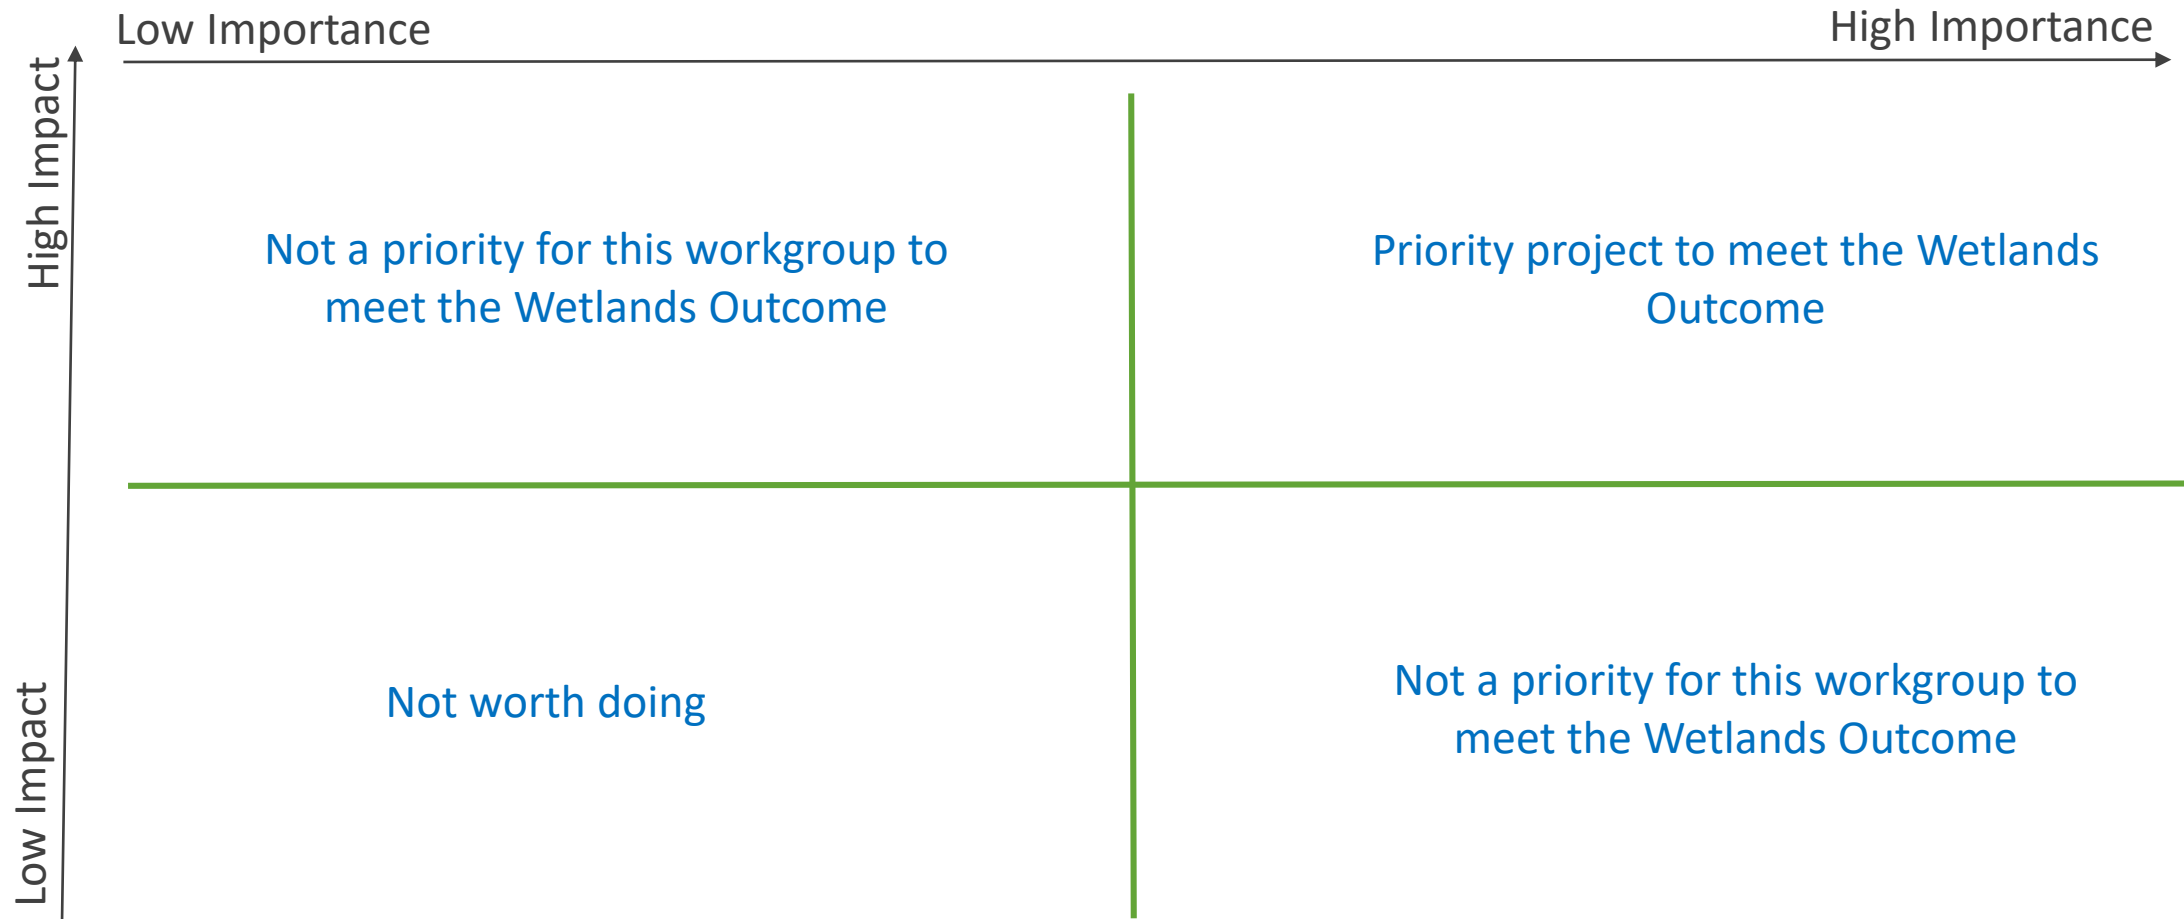 Low Importance
High Importance
High Impact
Not a priority for this workgroup to
meet the Wetlands Outcome
Priority project to meet the Wetlands
Outcome
Low Impact
Not worth doing
Not a priority for this workgroup to
meet the Wetlands Outcome